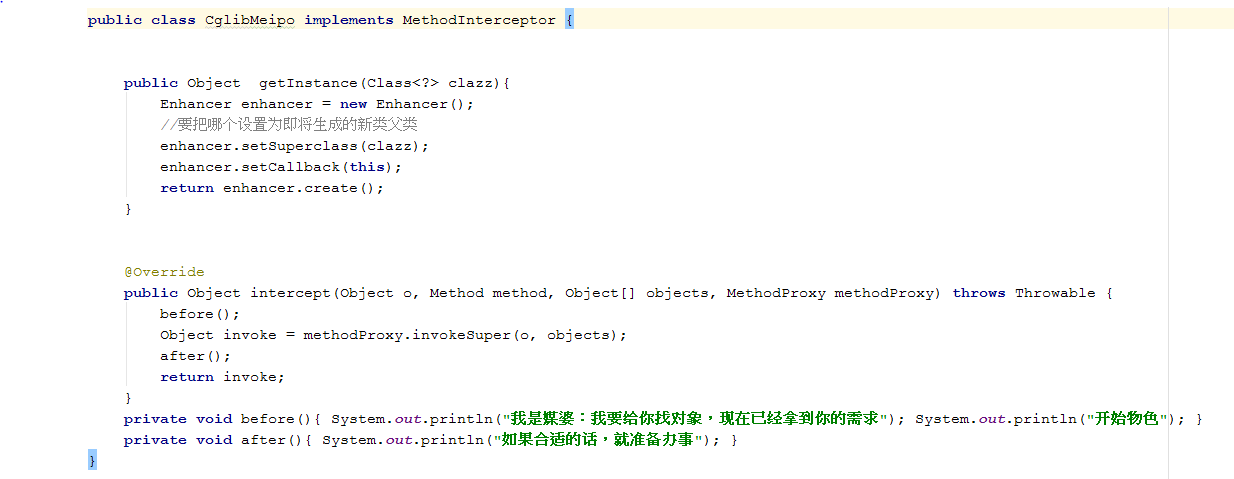 public class CglibMeipo implements MethodInterceptor {
public Object  getInstance(Class<?> clazz){
Enhancer enhancer = new Enhancer();
//要把哪个设置为即将生成的新类父类
enhancer.setSuperclass(clazz);
enhancer.setCallback(this);
return enhancer.create();
}
@Override
public Object intercept(Object o, Method method, Object[] objects, MethodProxy methodProxy) throws Throwable {
before();
Object invoke = methodProxy.invokeSuper(o, objects);
after();
return invoke;
}
private void before(){ System.out.println("我是媒婆：我要给你找对象，现在已经拿到你的需求"); System.out.println("开始物色"); }
private void after(){ System.out.println("如果合适的话，就准备办事"); }
}